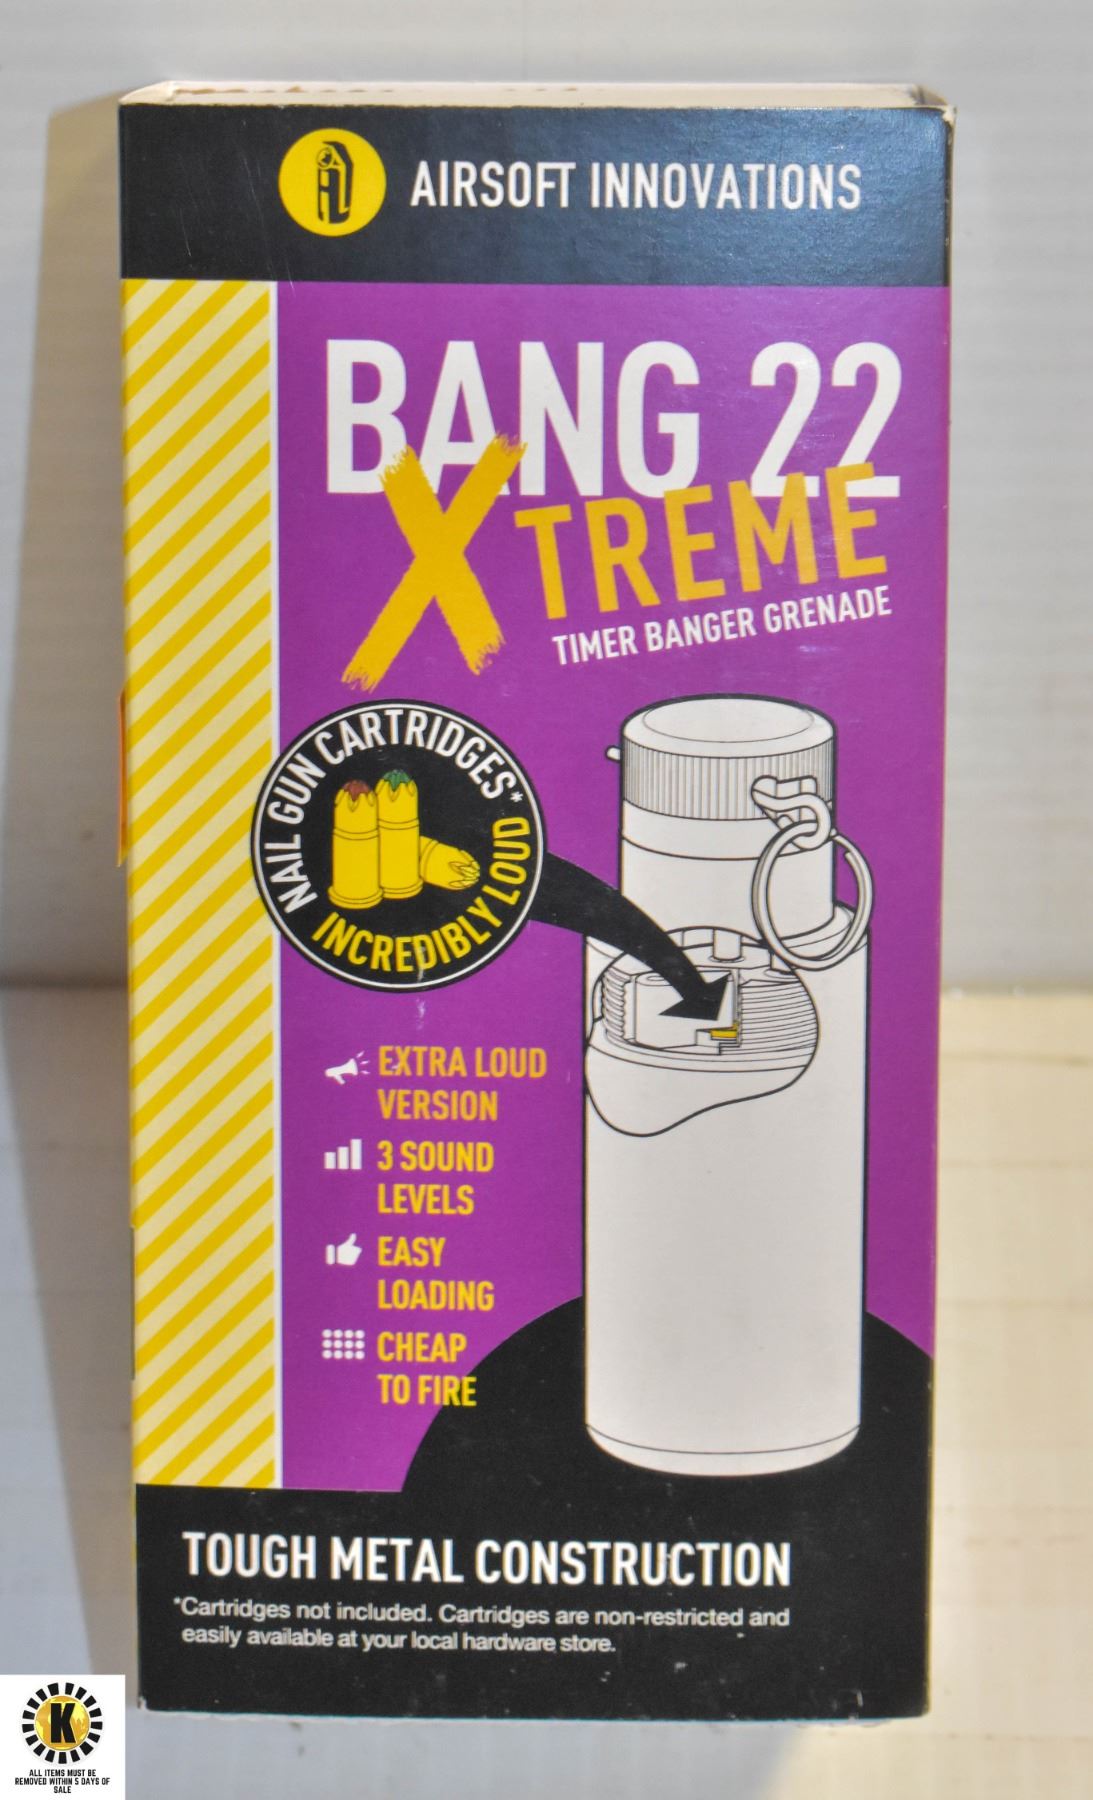 AIRSOFT INNOVATIONS
BANG 22
XTREME
TIMER BANGER GRENADE
NAIL GUN CARTRIDGES*
INCREDIBLY LOUD
EXTRA LOUD
VERSION
3 SOUND
LEVELS
EASY
LOADING
CHEAP
TO FIRE
TOUGH METAL CONSTRUCTION
*Cartridges not included. Cartridges are non-restricted and
easily available at your local hardware store.
K
ALL ITEMS MUST BE
REMOVED WITHIN 5 DAYS OF
SALE